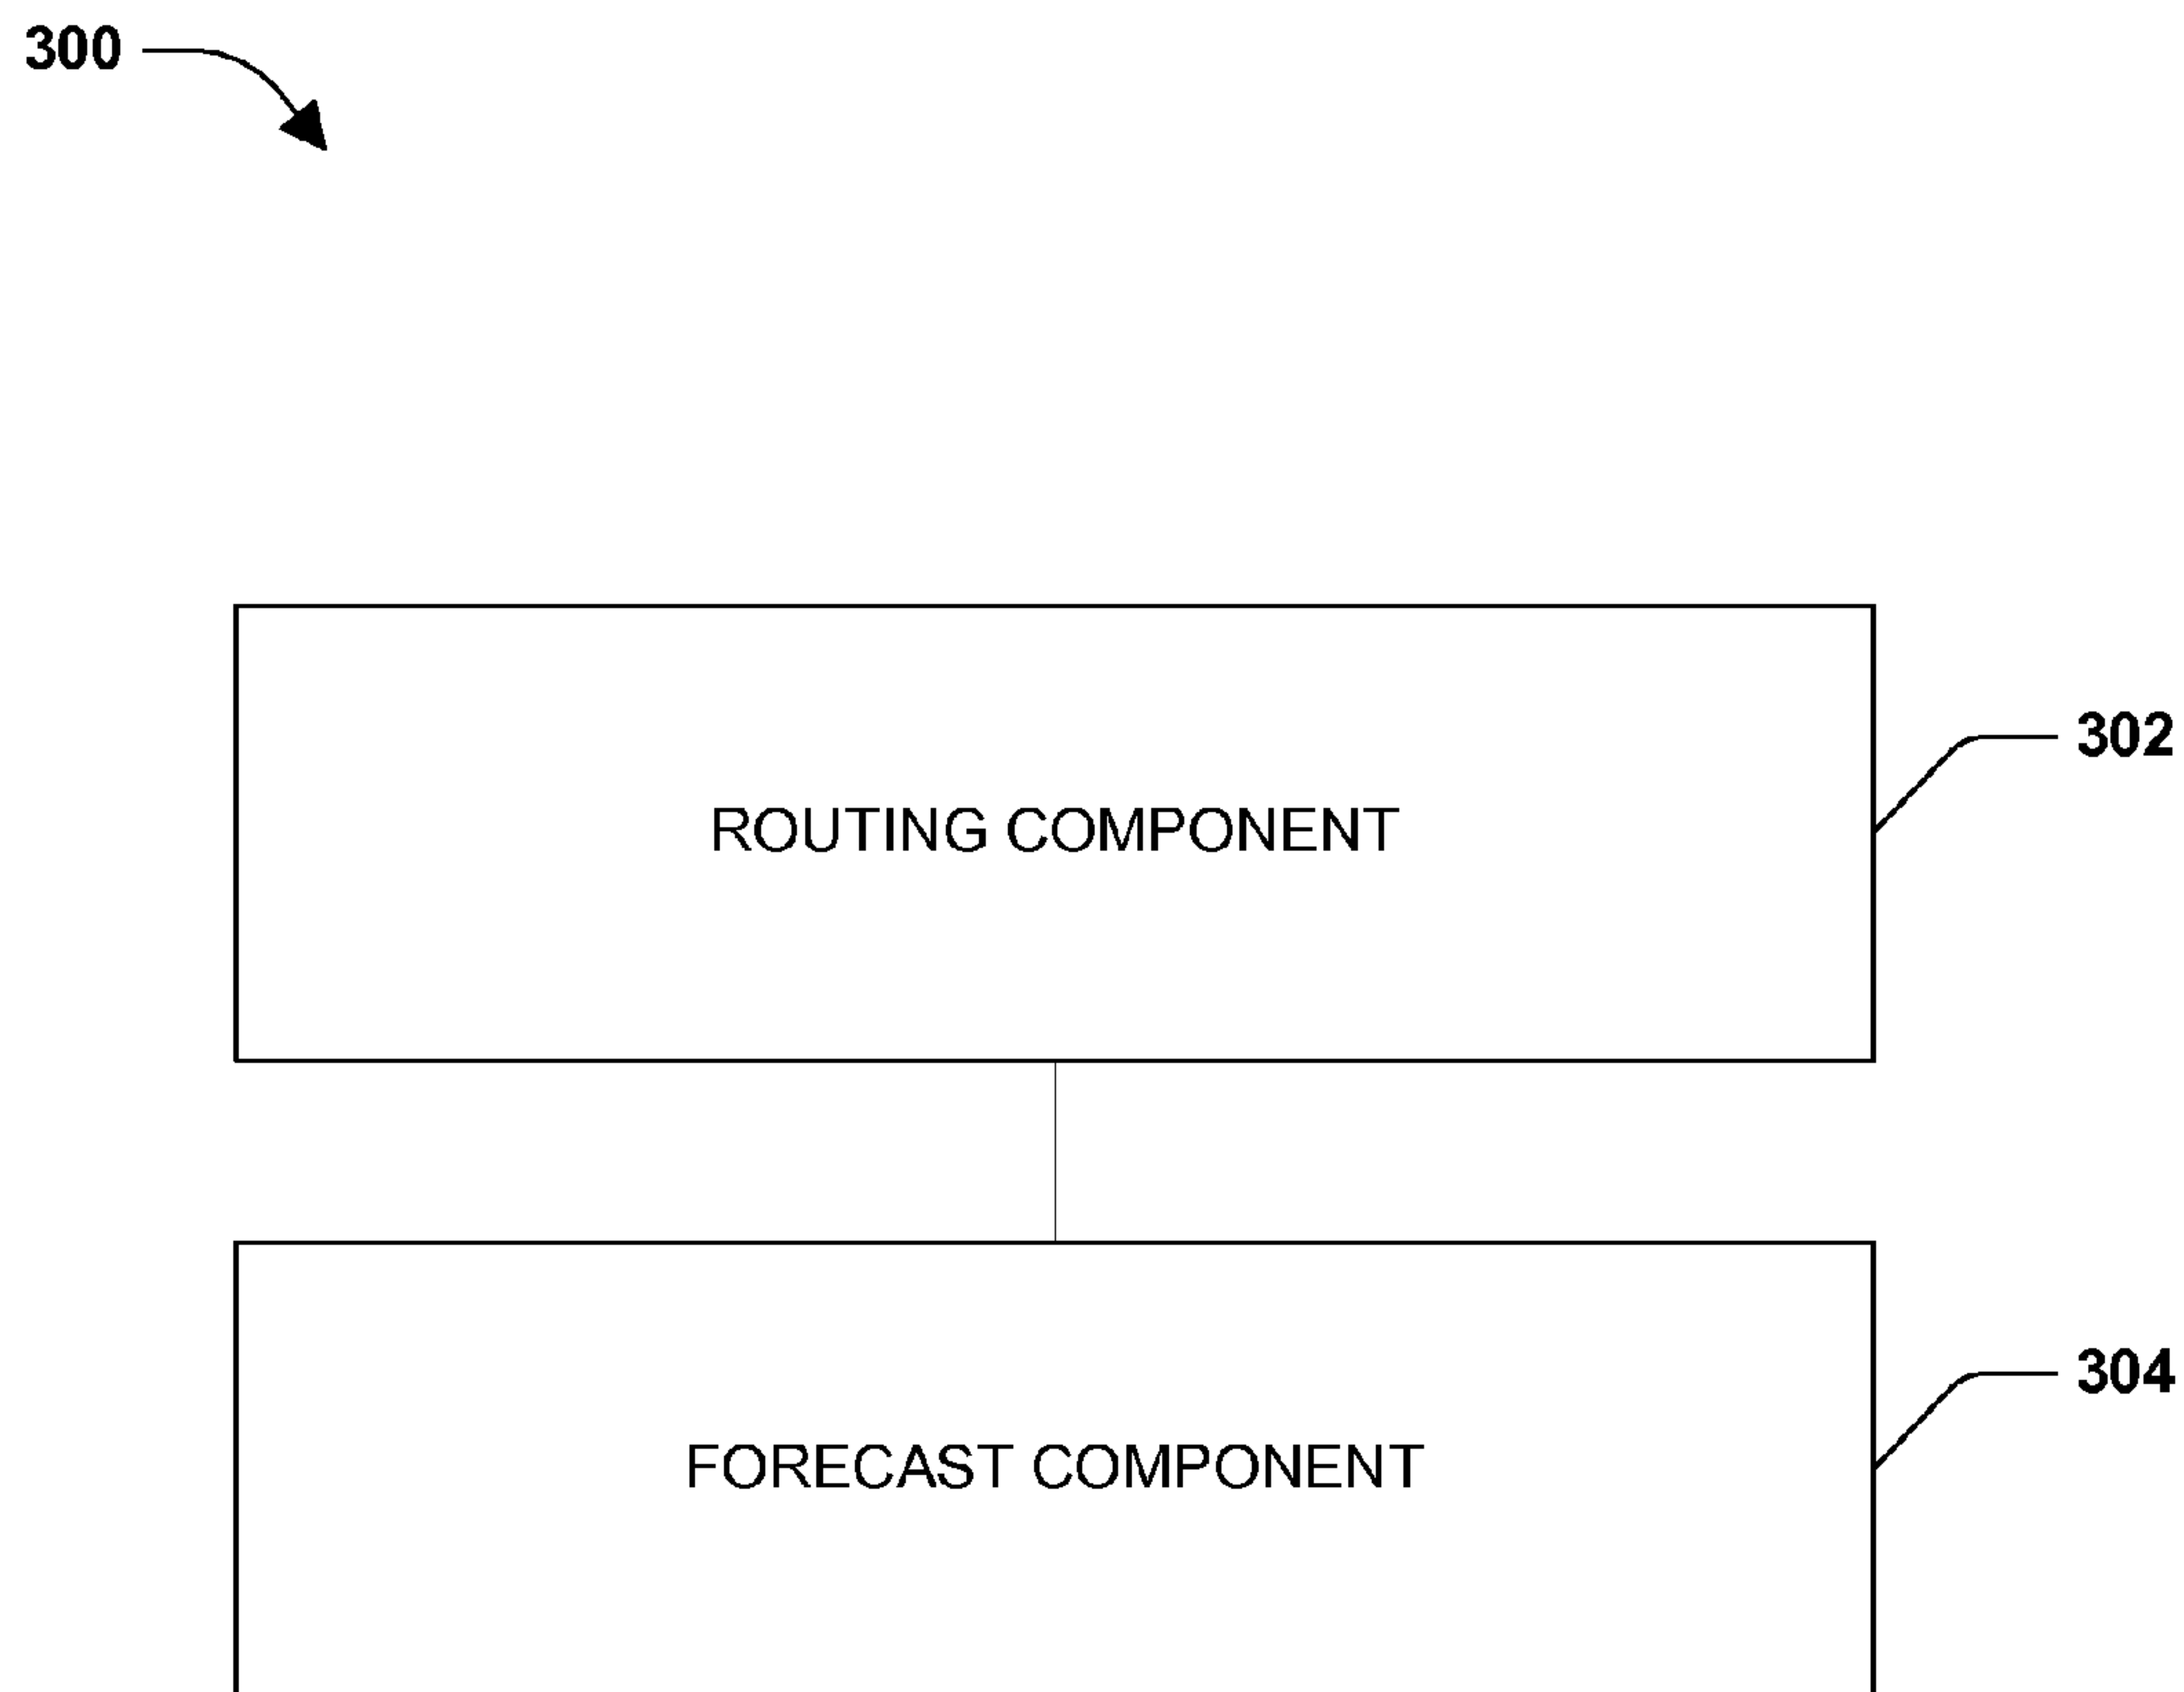 300
302
ROUTING COMPONENT
304
FORECAST COMPONENT